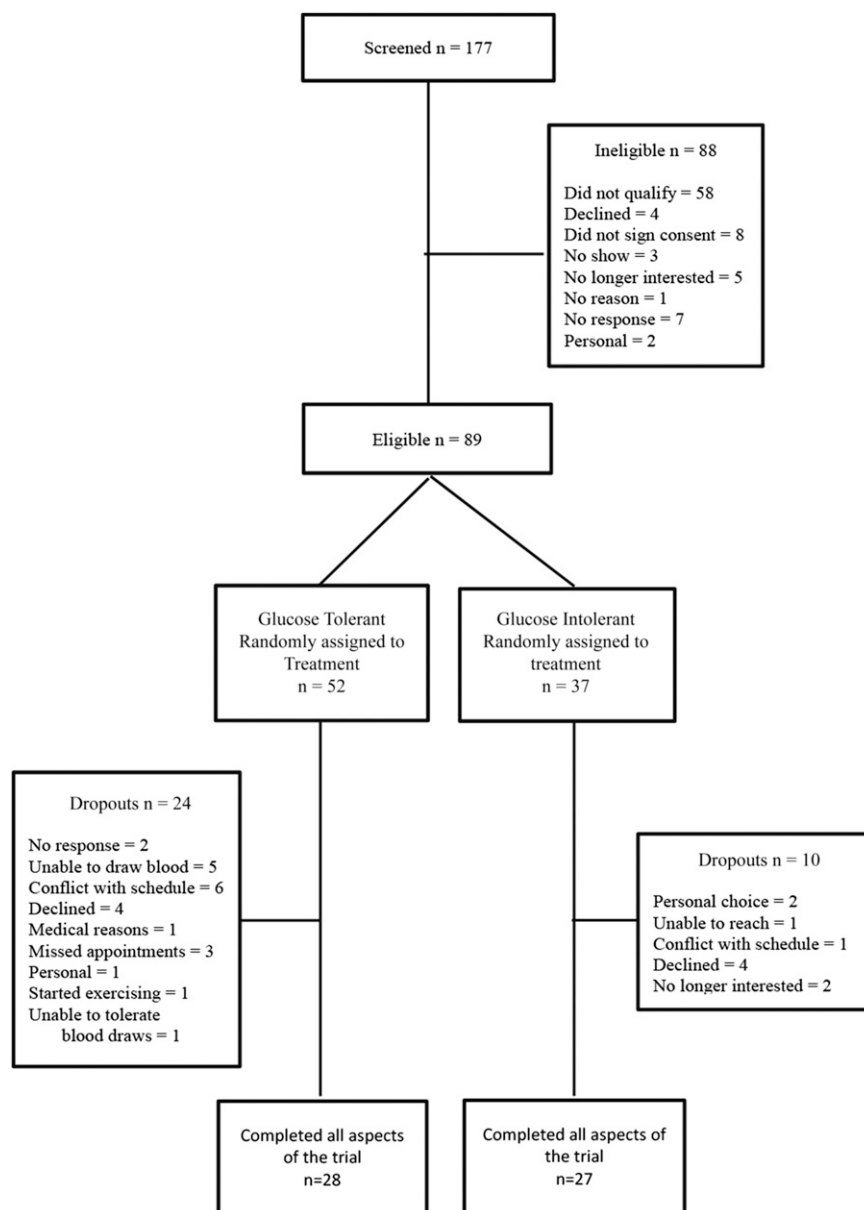 Screened n = 177
Ineligible n = 88
Did not qualify = 58
Declined = 4
Did not sign consent = 8
No show = 3
No longer interested = 5
No reason = 1
No response = 7
Personal = 2
Eligible n = 89
Glucose Tolerant
Randomly assigned to
Treatment
n = 52
Glucose Intolerant
Randomly assigned to
treatment
n = 37
Dropouts n = 24
No response = 2
Unable to draw blood = 5
Conflict with schedule = 6
Declined = 4
Medical reasons = 1
Missed appointments = 3
Personal = 1
Started exercising = 1
Unable to tolerate
blood draws = 1
Dropouts n = 10
Personal choice = 2
Unable to reach = 1
Conflict with schedule = 1
Declined = 4
No longer interested = 2
Completed all aspects
of the trial
n=28
Completed all aspects of
the trial
n=27